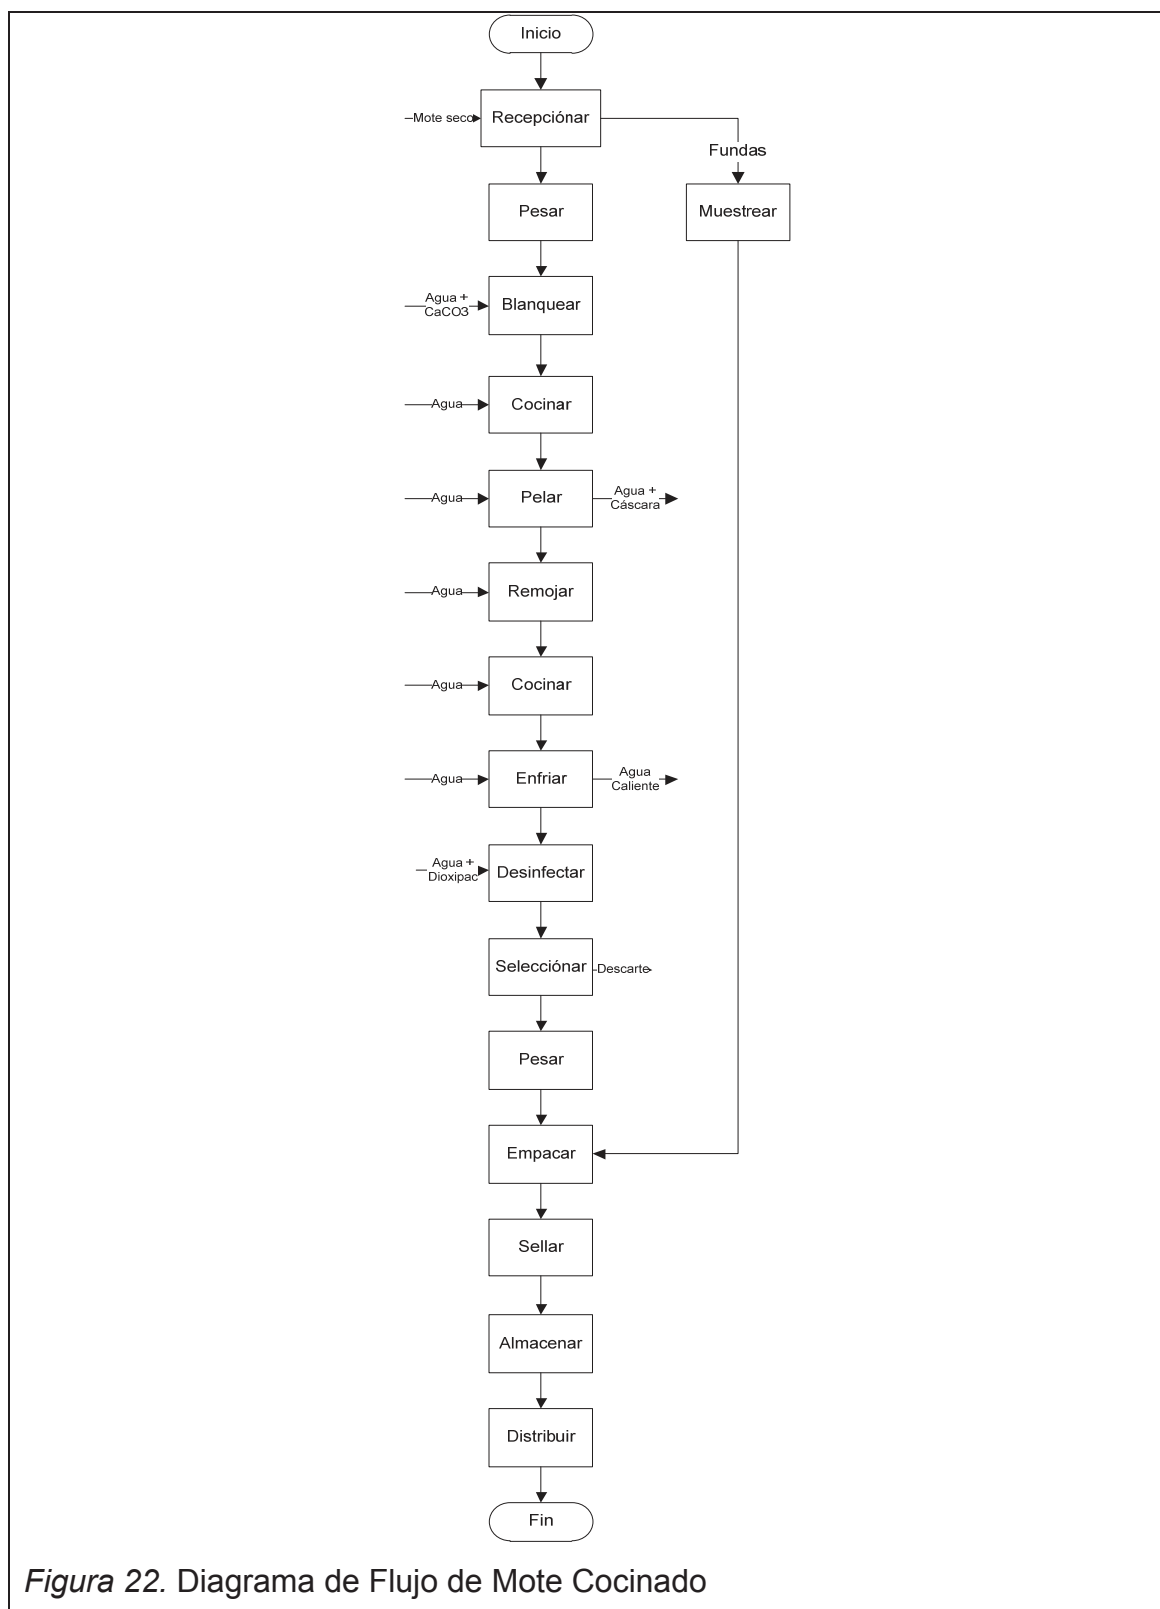 Inicio
Mote seco
Recepciónar
Fundas
Pesar
Muestrear
Agua +
CaCO3
Blanquear
Agua
Cocinar
Agua
Pelar
Agua +
Cáscara
Agua
Remojar
Agua
Cocinar
Agua
Enfriar
Agua
Caliente
Agua +
Dioxipac
Desinfectar
Selecciónar
Descarte
Pesar
Empacar
Sellar
Almacenar
Distribuir
Fin
Figura 22. Diagrama de Flujo de Mote Cocinado